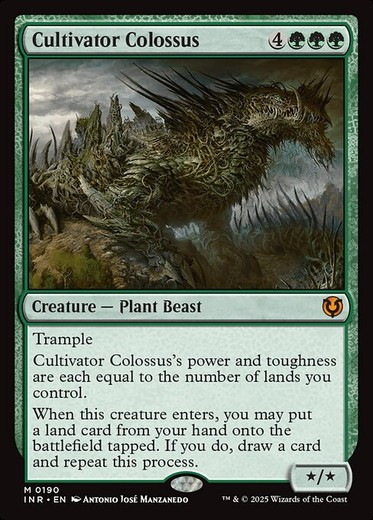 Cultivator Colossus 4
Creature — Plant Beast
Trample
Cultivator Colossus's power and toughness
are each equal to the number of lands you
control.
When this creature enters, you may put
a land card from your hand onto the
battlefield tapped. If you do, draw a card
and repeat this process.
M 0190
INR • EN Antonio José Manzanedo
*/*
™ & © 2025 Wizards of the Coast